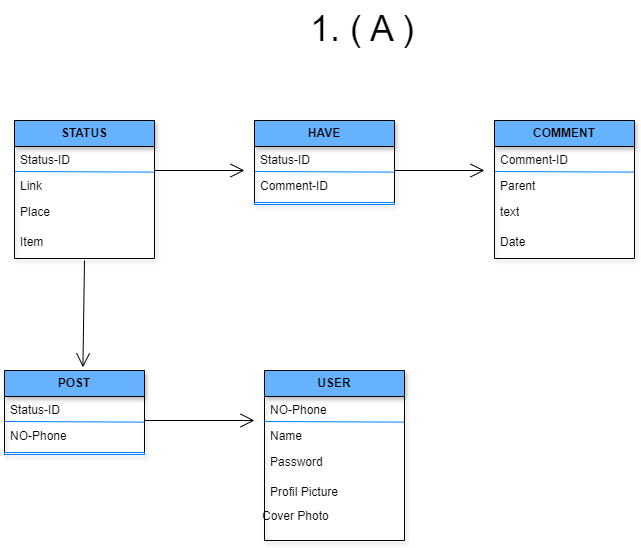 1. ( A )
STATUS
Status-ID
Link
Place
Item
HAVE
Status-ID
Comment-ID
COMMENT
Comment-ID
Parent
text
Date
POST
Status-ID
NO-Phone
USER
NO-Phone
Name
Password
Profil Picture
Cover Photo